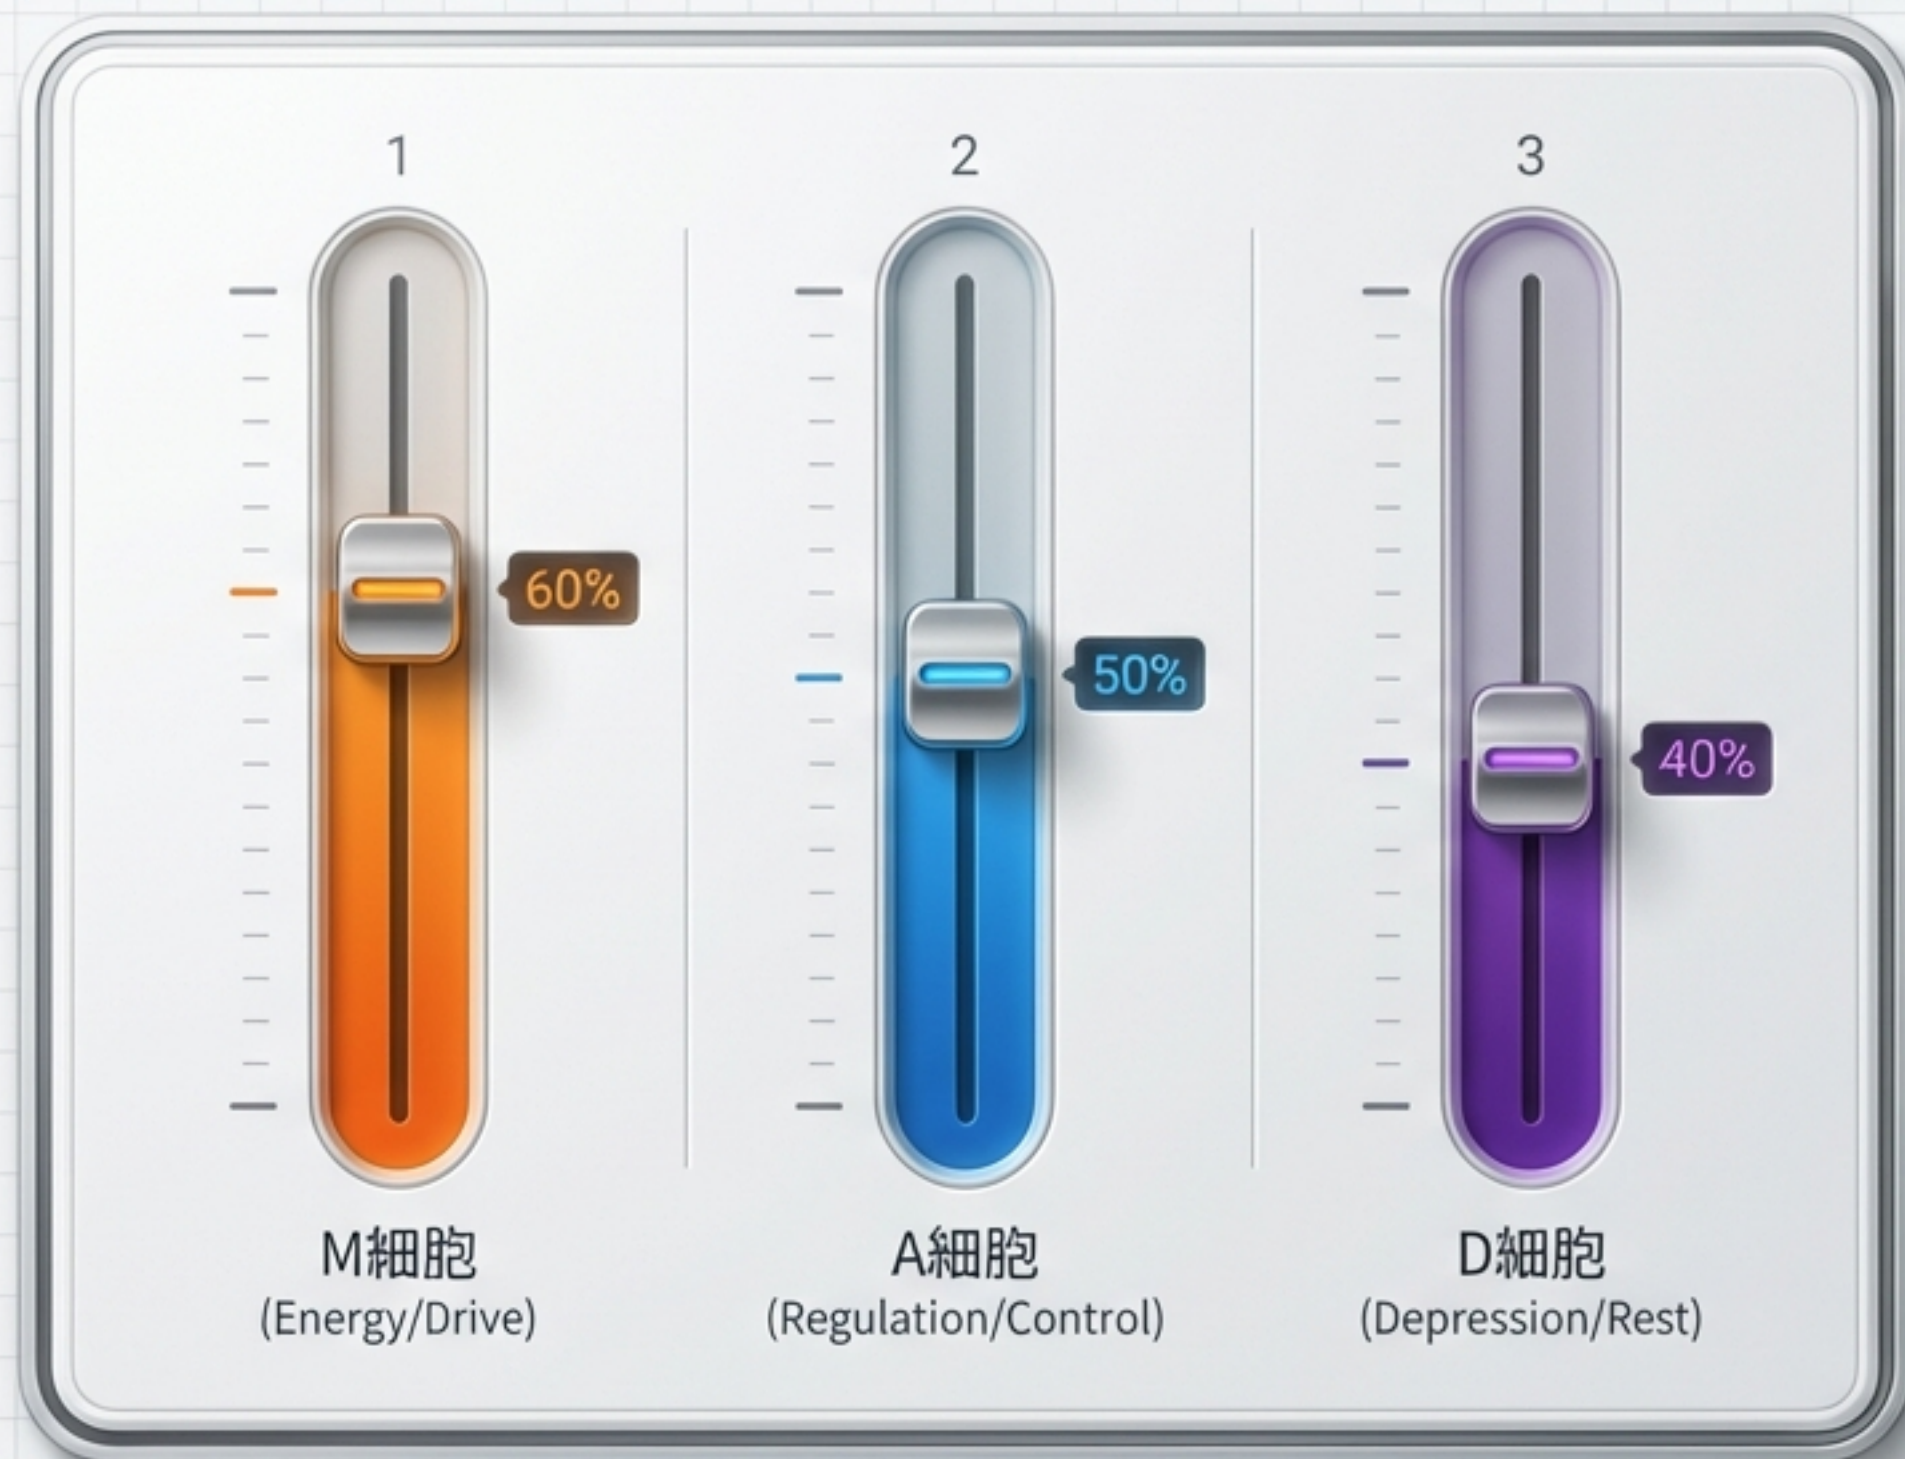 1
2
3
60%
50%
40%
M細胞
(Energy/Drive)
A細胞
(Regulation/Control)
D細胞
(Depression/Rest)